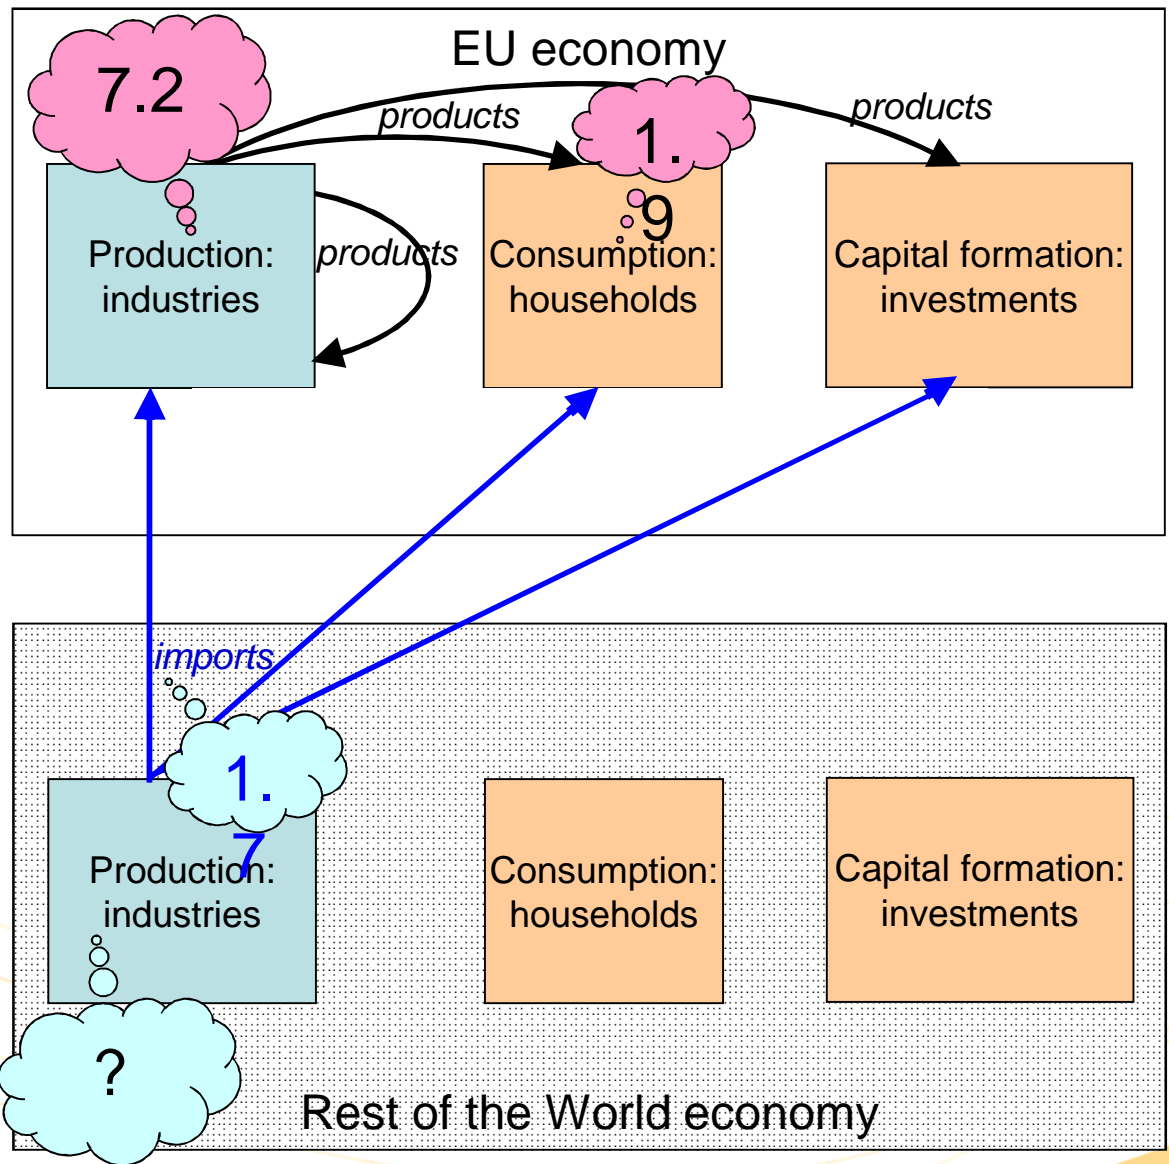 EU economy
7.2
products
1.
9
products
Production:
industries
products
Consumption:
households
Capital formation:
investments
imports
1.
7
Production:
industries
Consumption:
households
Capital formation:
investments
?
Rest of the World economy